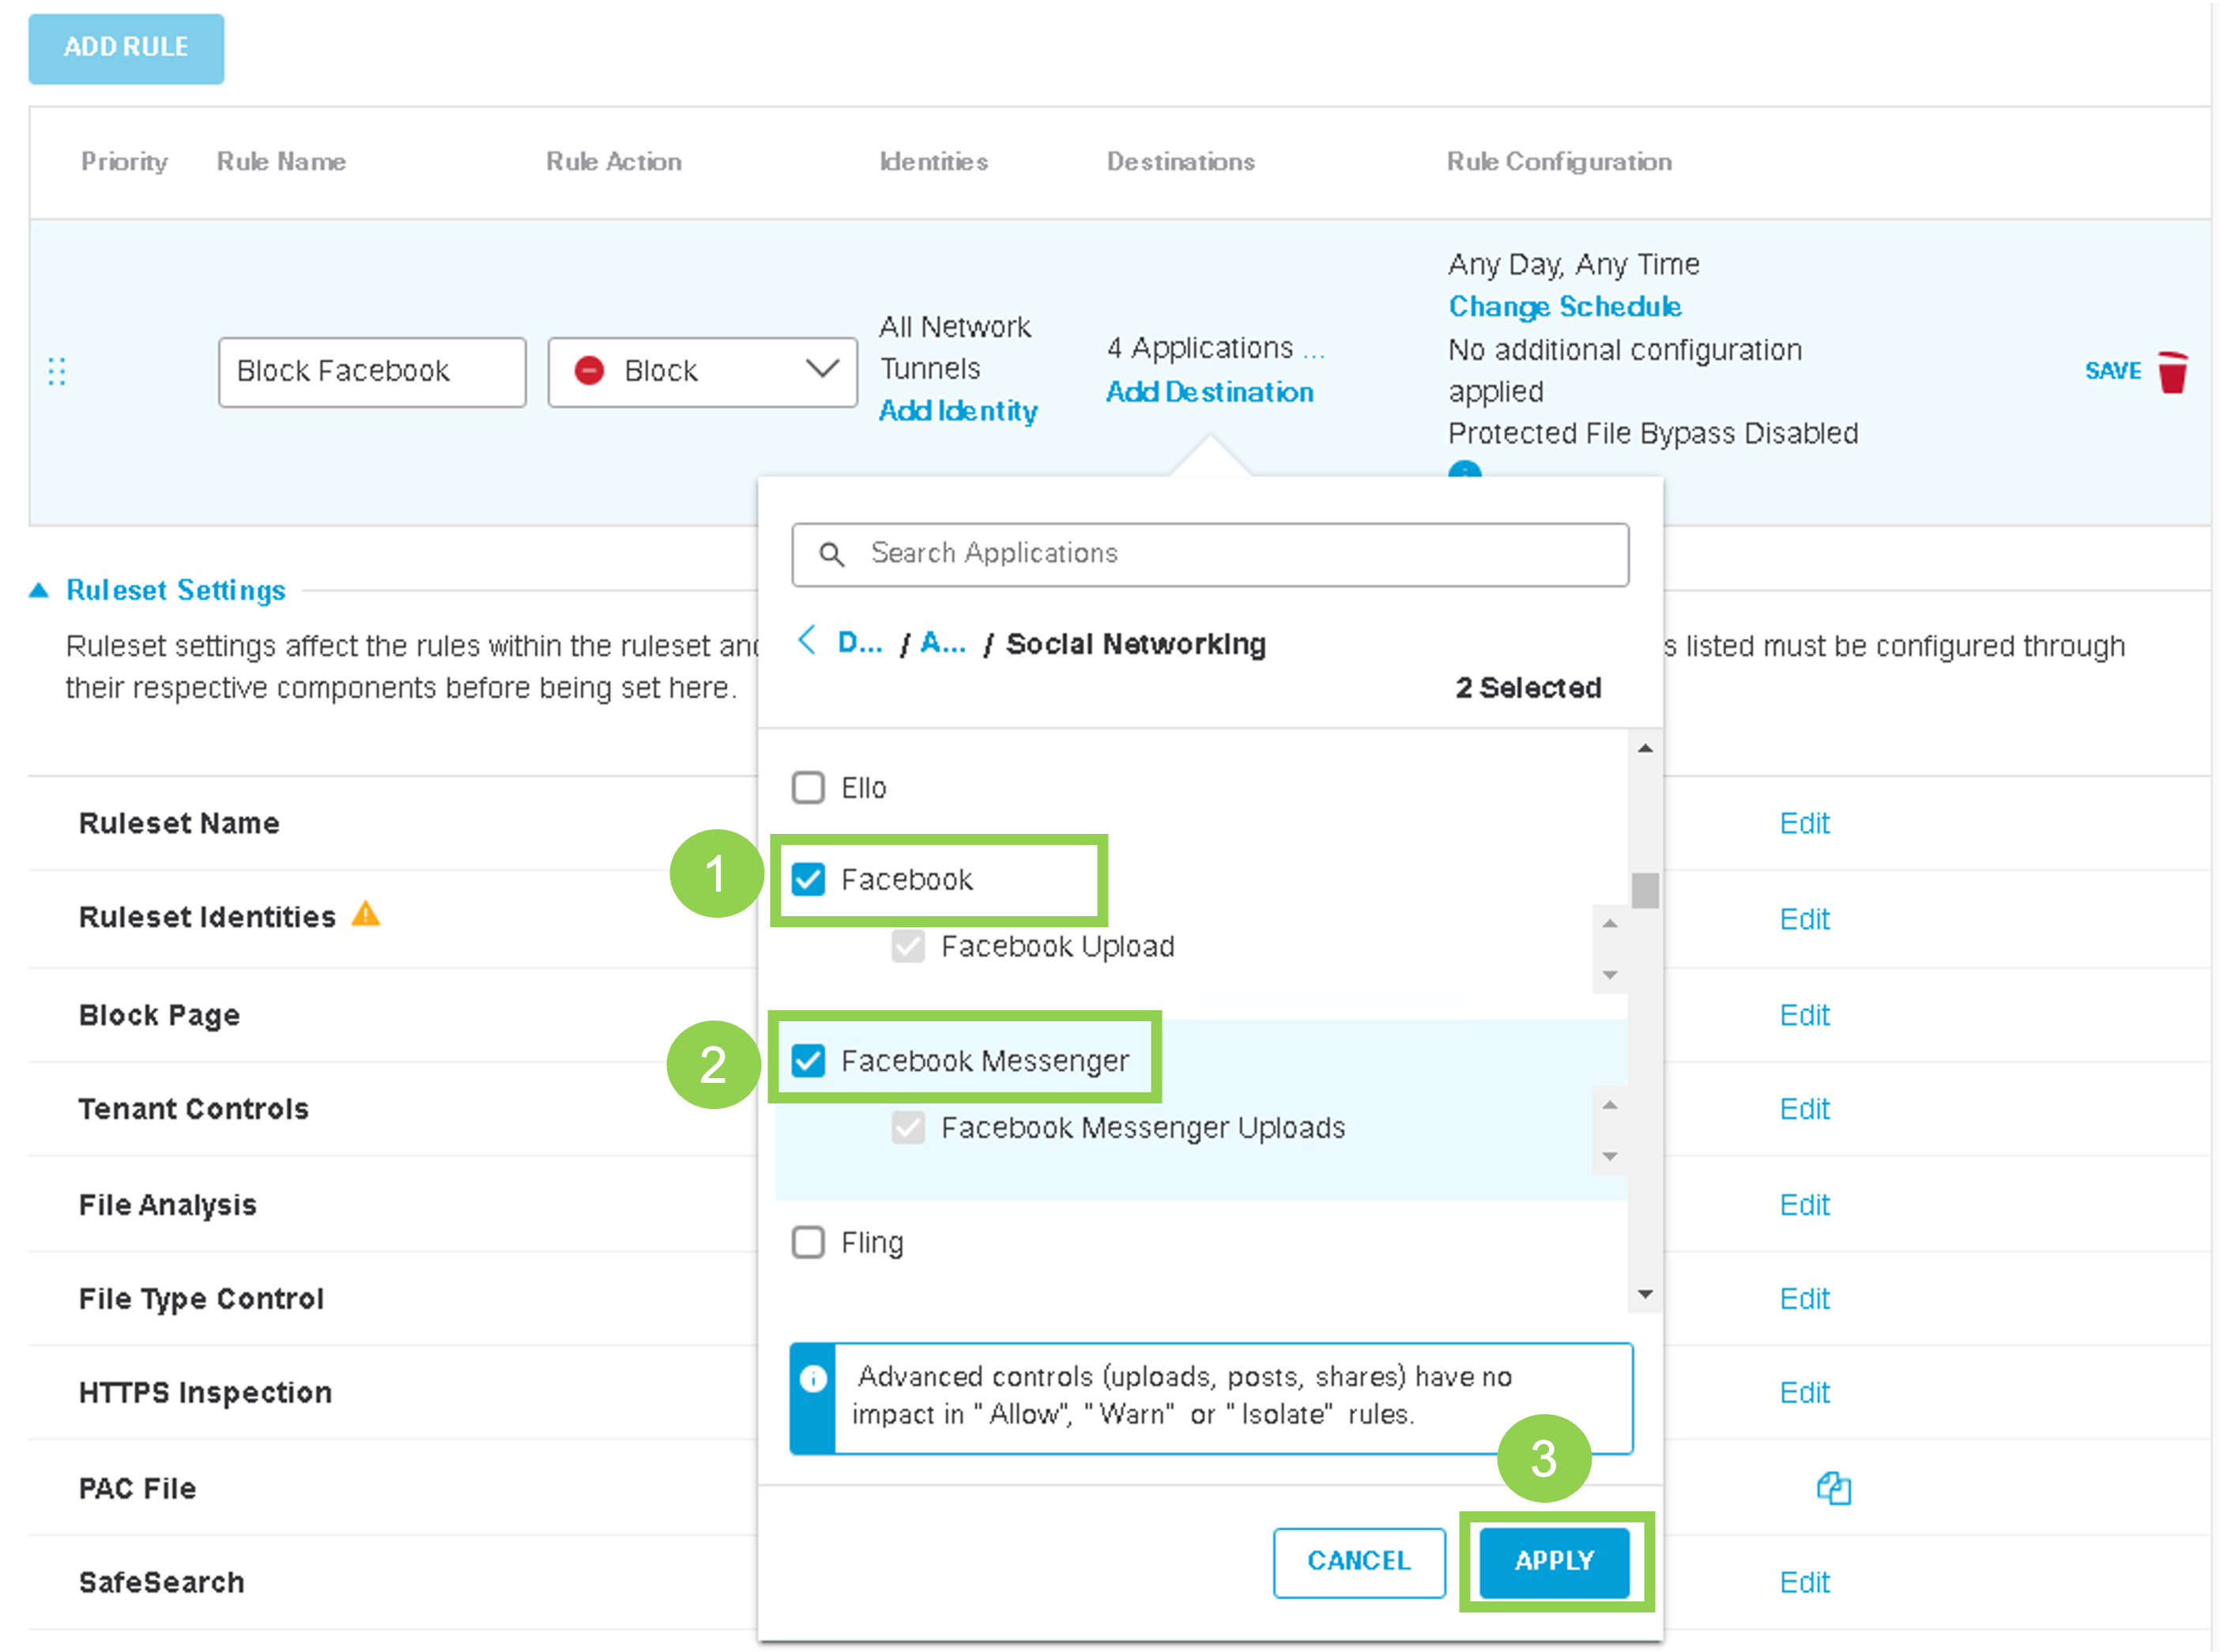 ADD RULE
Priority Rule Name Rule Action Identities Destinations Rule Configuration
Block Facebook
Block
All Network
Tunnels
Add Identity
4 Applications ...
Add Destination
Any Day, Any Time
Change Schedule
No additional configuration
applied
Protected File Bypass Disabled
SAVE
Search Applications
D... / A... / Social Networking
2 Selected
Ello
1
Facebook
Facebook Upload
2
Facebook Messenger
Facebook Messenger Uploads
Fling
Advanced controls (uploads, posts, shares) have no
impact in "Allow", "Warn" or "Isolate" rules.
3
CANCEL APPLY
Ruleset Settings
Ruleset settings affect the rules within the ruleset s listed must be configured through
their respective components before being set here.
Ruleset Name Edit
Ruleset Identities Edit
Block Page Edit
Tenant Controls Edit
File Analysis Edit
File Type Control Edit
HTTPS Inspection Edit
PAC File
SafeSearch Edit